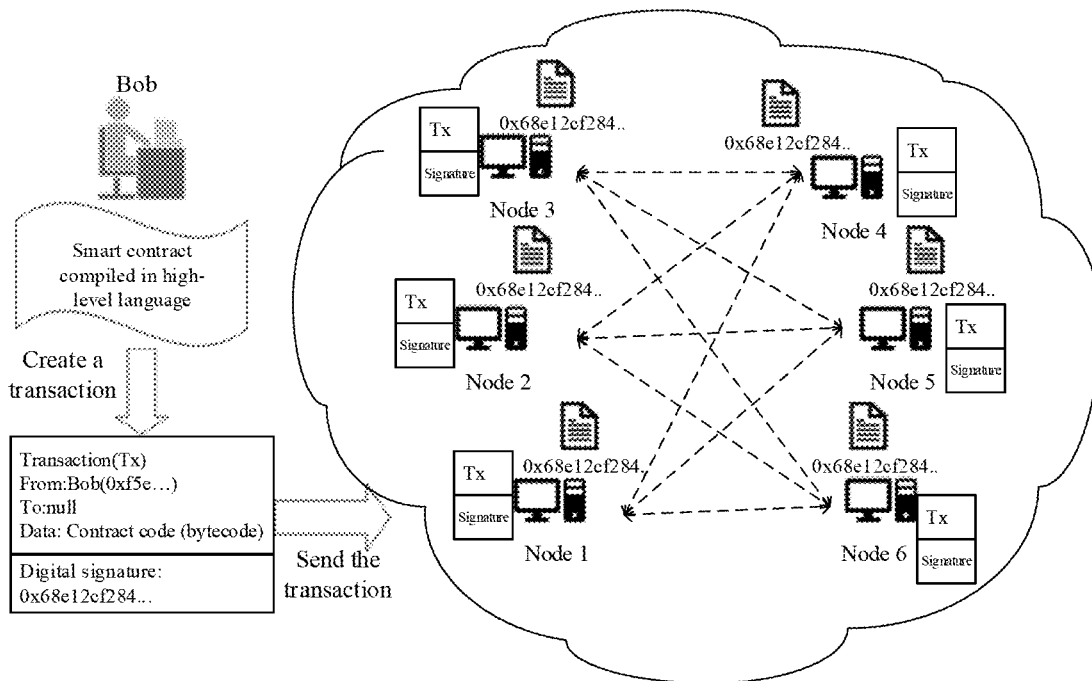 Bob
Smart contract
compiled in high-
level language
Create a
transaction
Transaction(Tx)
From:Bob(0xf5e...)
To:null
Data: Contract code (bytecode)
Digital signature:
0x68e12cf284...
Send the
transaction
0x68e12cf284..
Tx
Signature
Node 3
0x68e12cf284..
Tx
Signature
Node 4
0x68e12cf284..
Tx
Signature
Node 2
0x68e12cf284..
Tx
Signature
Node 5
0x68e12cf284..
Tx
Signature
Node 1
0x68e12cf284..
Tx
Signature
Node 6